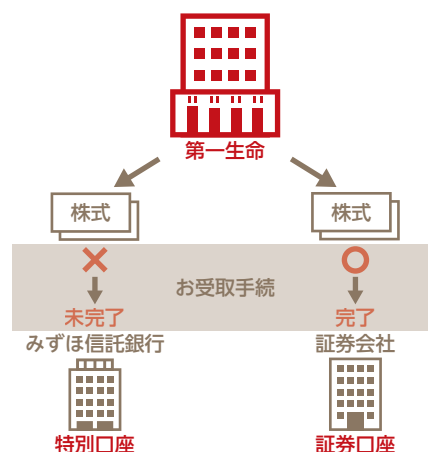 第一生命
株式
株式
お受取手続
未完了
完了
みずほ信託銀行
証券会社
特別口座
証券口座